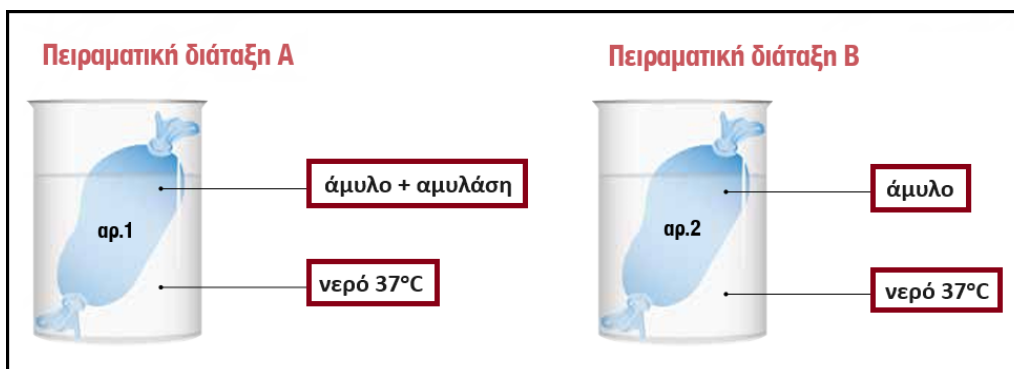 Πειραματική διάταξη Α
άμυλο + αμυλάση
αρ.1
νερό 37°C
Πειραματική διάταξη Β
άμυλο
αρ.2
νερό 37°C